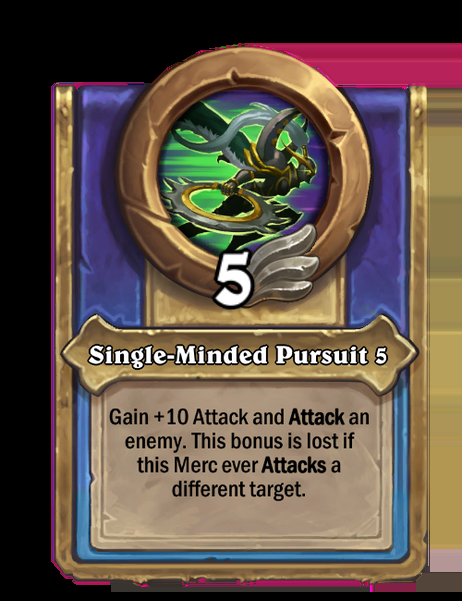 5
Single-Minded Pursuit 5
Gain +10 Attack and Attack an
enemy. This bonus is lost if
this Merc ever Attacks a
different target.